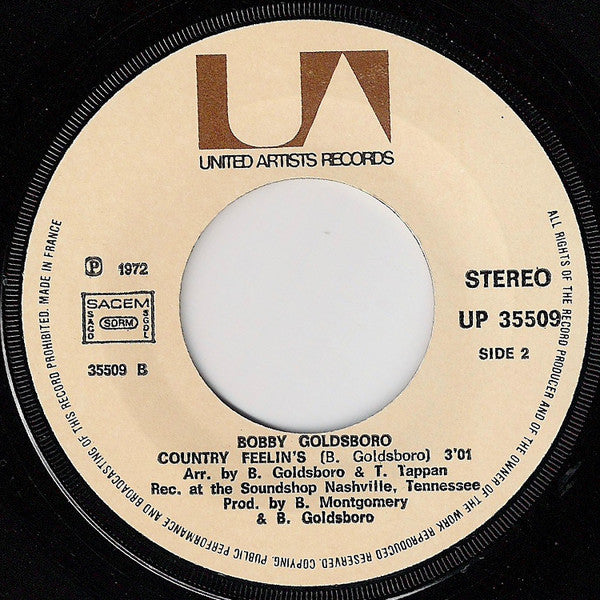 UA
UNITED ARTISTS RECORDS
℗ 1972
SACEM
SACD
SDRM
SGDL
35509 B
STEREO
UP 35509
SIDE 2
BOBBY GOLDSBORO
COUNTRY FEELIN'S (B. Goldsboro) 3'01
Arr. by B. Goldsboro & T. Tappan
Rec. at the Soundshop Nashville, Tennessee
Prod. by B. Montgomery
& B. Goldsboro
ALL RIGHTS OF THE RECORD PRODUCER AND OF THE OWNER OF THE WORK REPRODUCED RESERVED. COPYING, PUBLIC PERFORMANCE AND BROADCASTING OF THIS RECORD PROHIBITED. MADE IN FRANCE